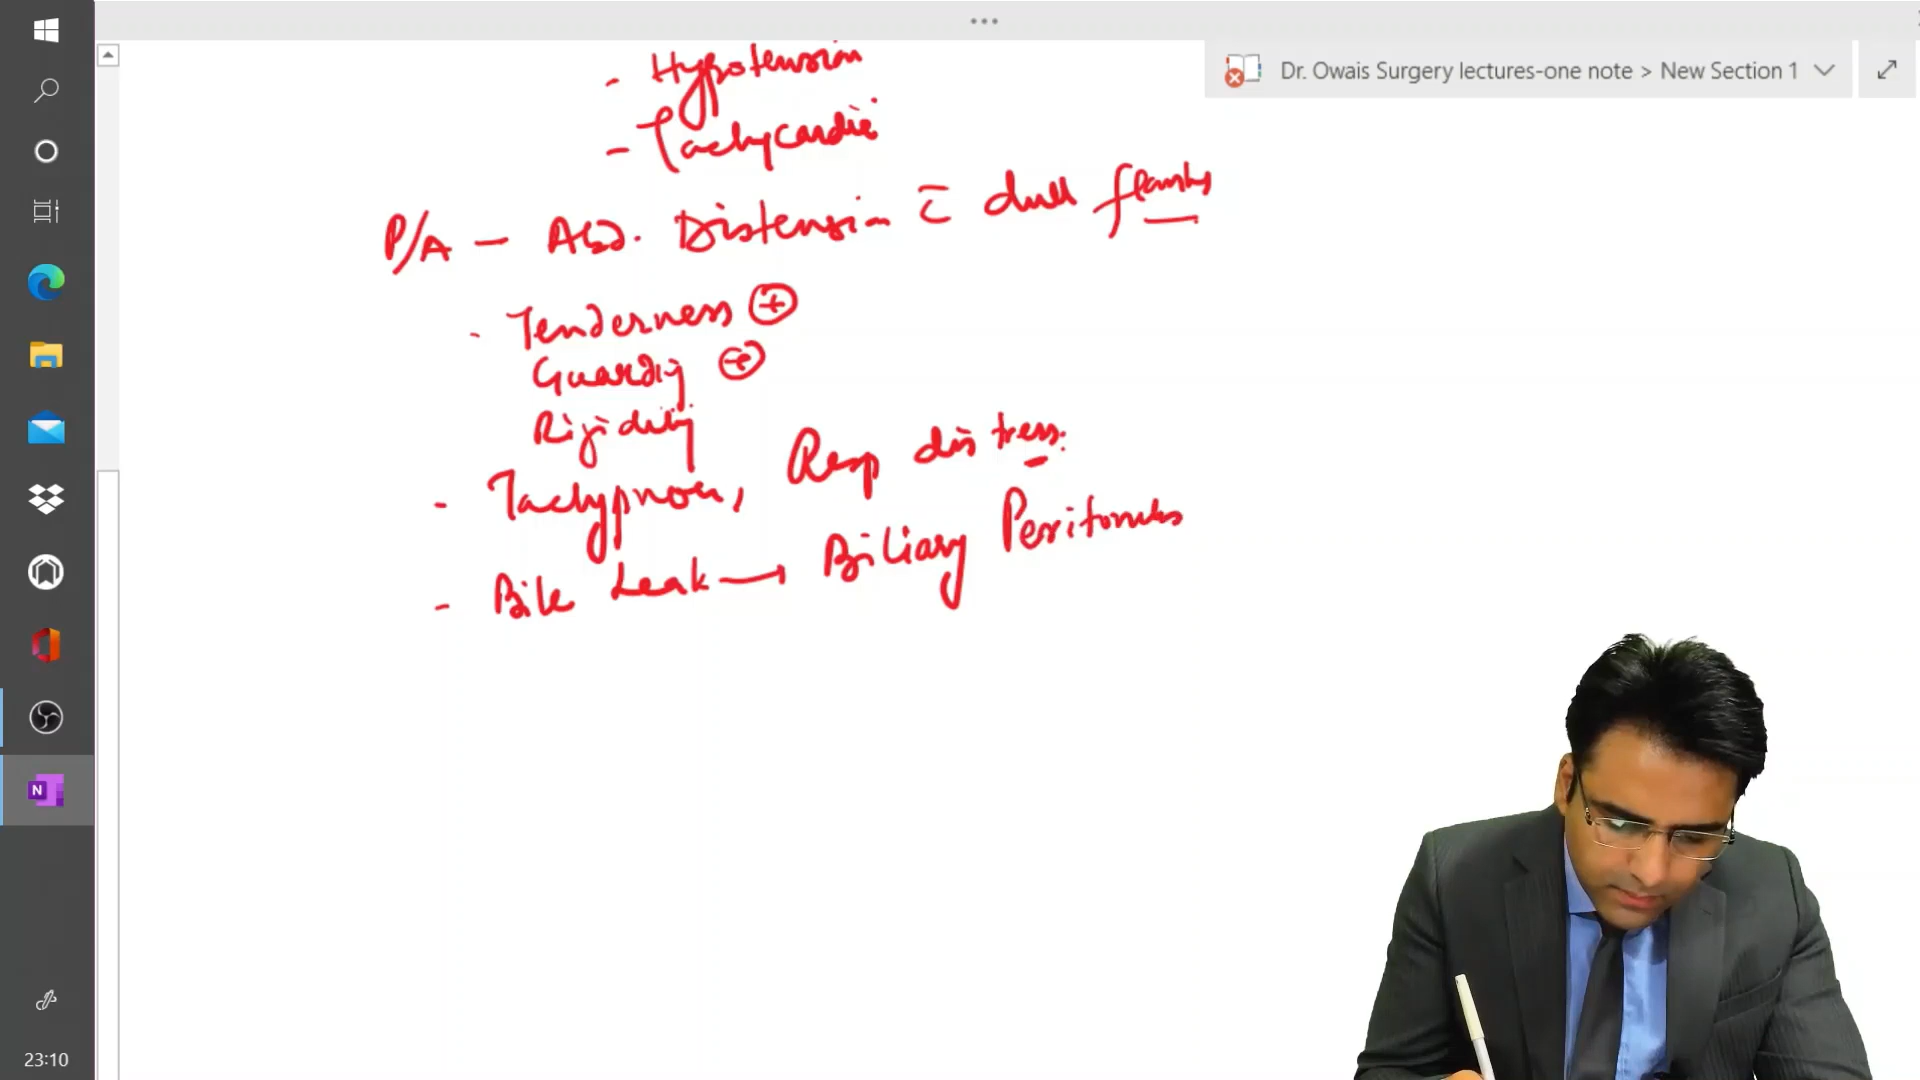 Dr. Owais Surgery lectures-one note > New Section 1
- Hypotension
- Tachycardia
P/A - Abd. Distension c̄ dull flanks
- Tenderness ⊕
Guarding ⊕
Rigidity
- Tachypnoea, Resp distress.
- Bile Leak → Biliary Peritonitis
N
23:10